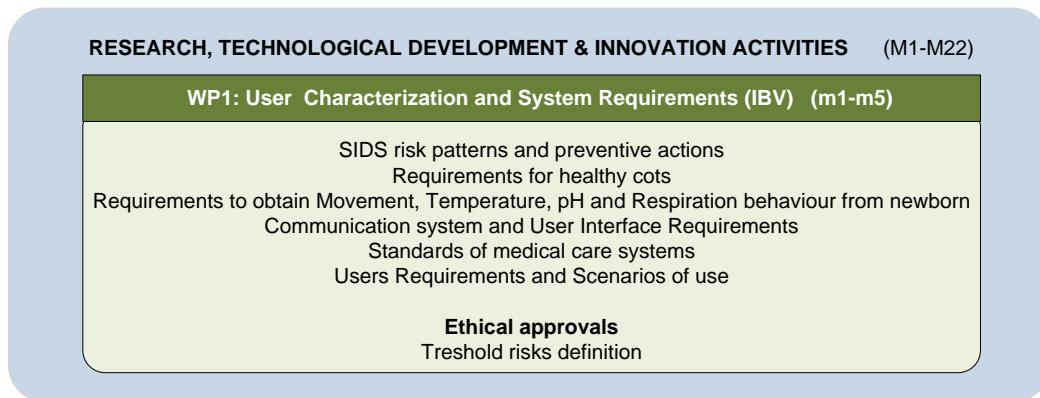 RESEARCH, TECHNOLOGICAL DEVELOPMENT & INNOVATION ACTIVITIES (M1-M22)
WP1: User Characterization and System Requirements (IBV) (m1-m5)
SIDS risk patterns and preventive actions
Requirements for healthy cots
Requirements to obtain Movement, Temperature, pH and Respiration behaviour from newborn
Communication system and User Interface Requirements
Standards of medical care systems
Users Requirements and Scenarios of use
Ethical approvals
Treshold risks definition